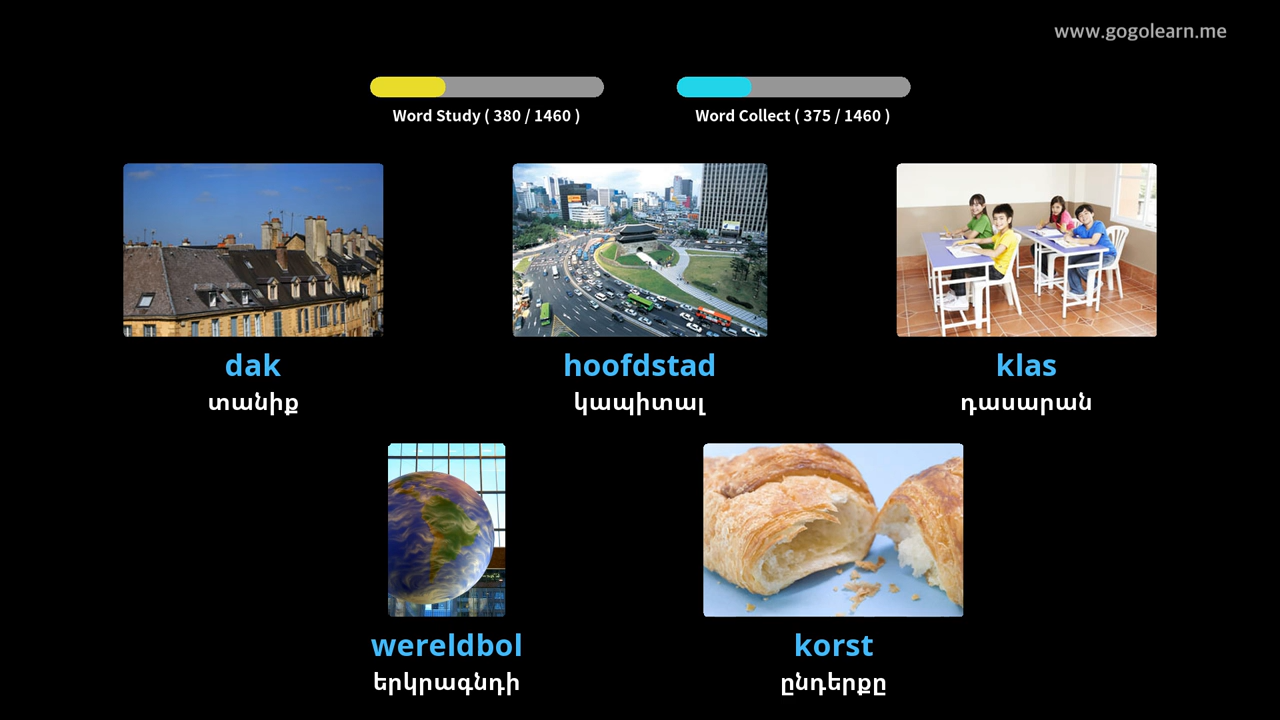 www.gogolearn.me
Word Study ( 380 / 1460 )
Word Collect ( 375 / 1460 )
dak
hoofdstad
klas
տանիք
կապիտալ
դասարան
wereldbol
korst
երկրագնդի
ընդերքը